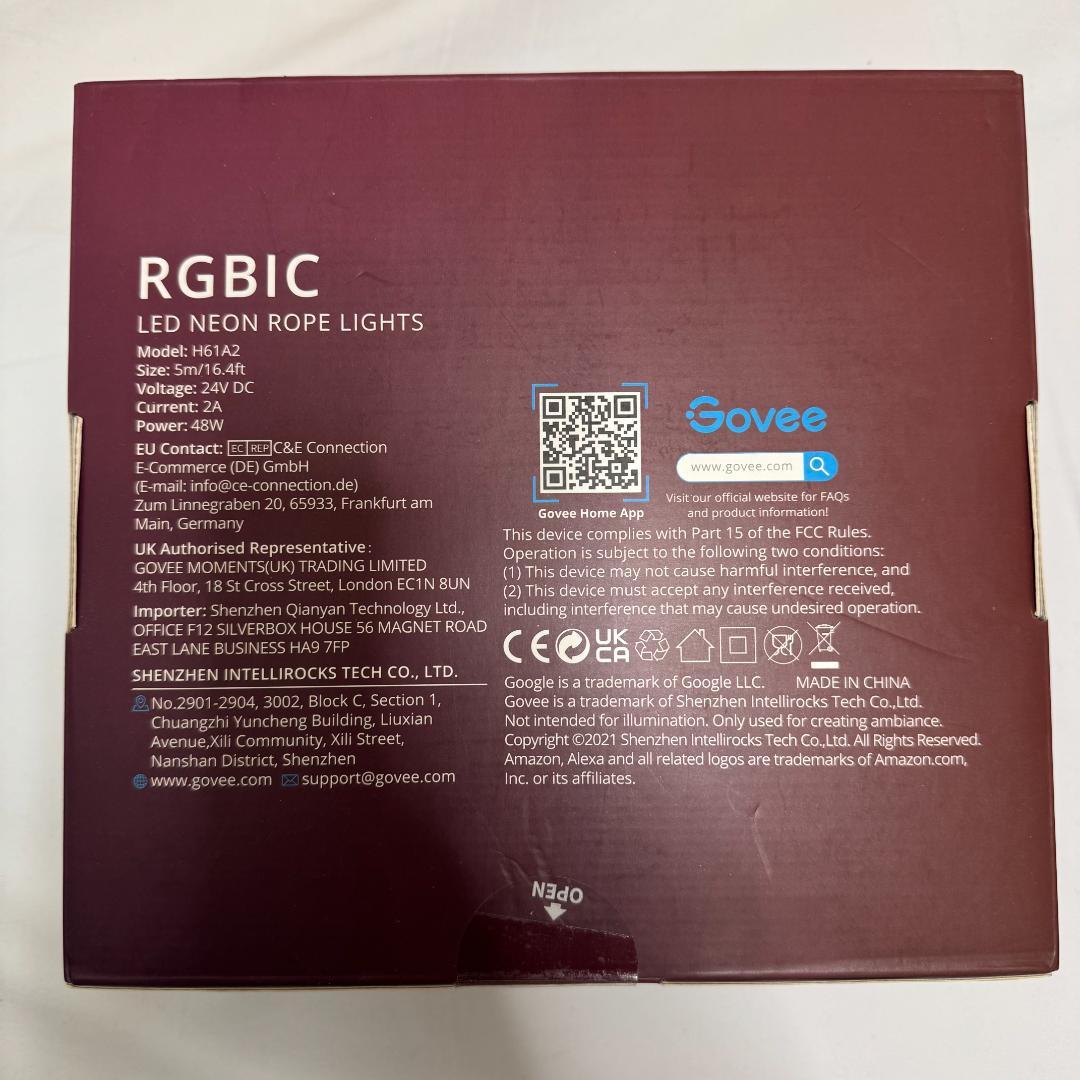 RGBIC
LED NEON ROPE LIGHTS
Model: H61A2
Size: 5m/16.4ft
Voltage: 24V DC
Current: 2A
Power: 48W
EU Contact: EC REP C&E Connection
E-Commerce (DE) GmbH
(E-mail: info@ce-connection.de)
Zum Linnegraben 20, 65933, Frankfurt am
Main, Germany
UK Authorised Representative:
GOVEE MOMENTS(UK) TRADING LIMITED
4th Floor, 18 St Cross Street, London EC1N 8UN
Importer: Shenzhen Qianyan Technology Ltd.,
OFFICE F12 SILVERBOX HOUSE 56 MAGNET ROAD
EAST LANE BUSINESS HA9 7FP
SHENZHEN INTELLIROCKS TECH CO., LTD.
No.2901-2904, 3002, Block C, Section 1,
Chuangzhi Yuncheng Building, Liuxian
Avenue,Xili Community, Xili Street,
Nanshan District, Shenzhen
www.govee.com support@govee.com
Govee Home App
Govee
www.govee.com
Visit our official website for FAQs
and product information!
This device complies with Part 15 of the FCC Rules.
Operation is subject to the following two conditions:
(1) This device may not cause harmful interference, and
(2) This device must accept any interference received,
including interference that may cause undesired operation.
CE UK
CA
Google is a trademark of Google LLC. MADE IN CHINA
Govee is a trademark of Shenzhen Intellirocks Tech Co.,Ltd.
Not intended for illumination. Only used for creating ambiance.
Copyright ©2021 Shenzhen Intellirocks Tech Co.,Ltd. All Rights Reserved.
Amazon, Alexa and all related logos are trademarks of Amazon.com,
Inc. or its affiliates.
OPEN